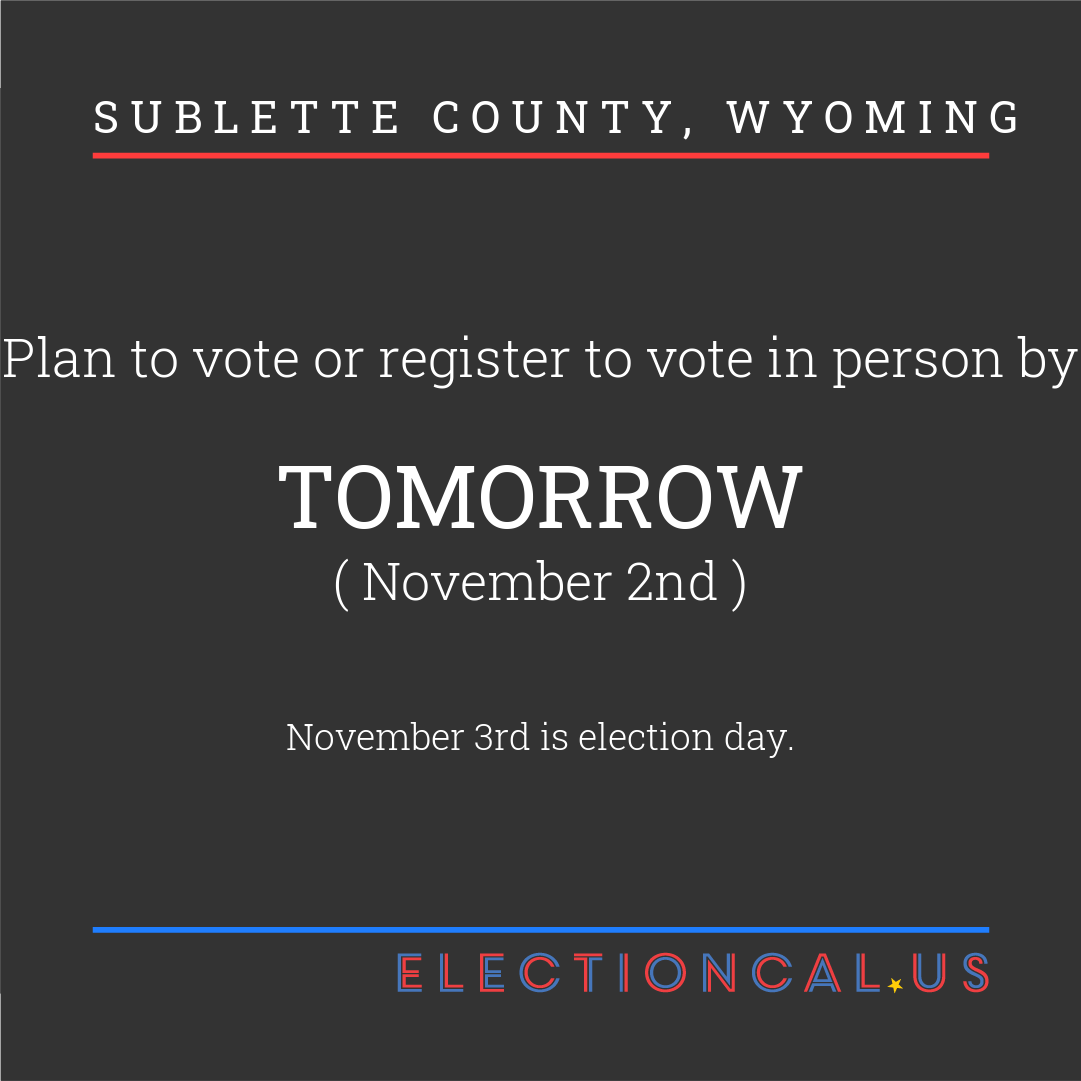 SUBLETTE COUNTY, WYOMING
Plan to vote or register to vote in person by
TOMORROW
( November 2nd )
November 3rd is election day.
ELECTIONCAL.US